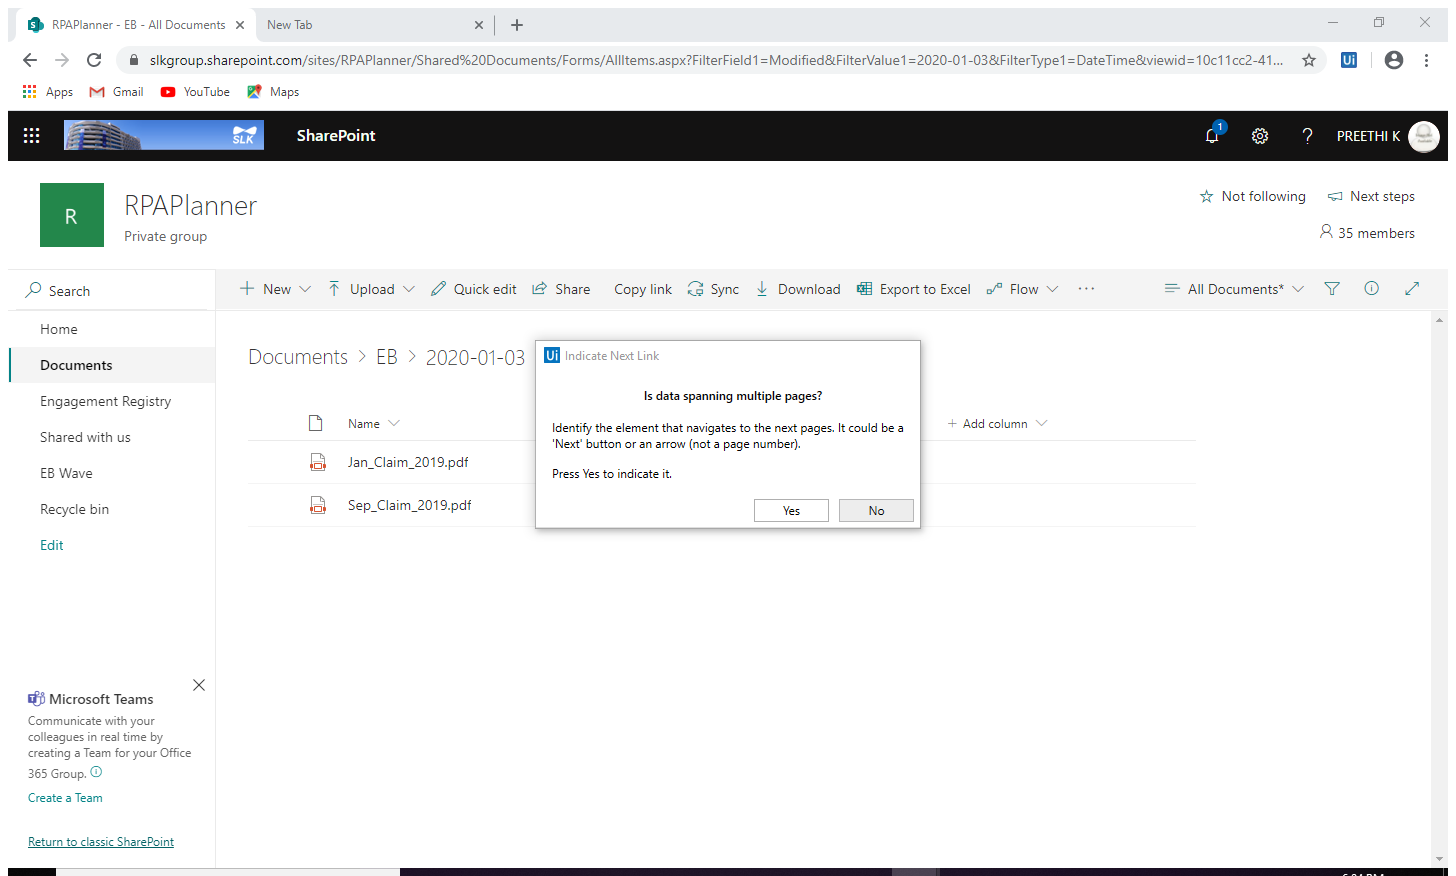 RPAPlanner - EB - All Documents
New Tab
slkgroup.sharepoint.com/sites/RPAPlanner/Shared%20Documents/Forms/AllItems.aspx?FilterField1=Modified&FilterValue1=2020-01-03&FilterType1=DateTime&viewid=10c11cc2-41...
Ui
Apps
Gmail
YouTube
Maps
SLK
SharePoint
1
?
PREETHI K
R
RPAPlanner
Private group
Not following
Next steps
35 members
Search
New
Upload
Quick edit
Share
Copy link
Sync
Download
Export to Excel
Flow
...
All Documents*
Home
Documents
Engagement Registry
Shared with us
EB Wave
Recycle bin
Edit
Documents > EB > 2020-01-03
Name
+ Add column
Jan_Claim_2019.pdf
Sep_Claim_2019.pdf
Ui Indicate Next Link
Is data spanning multiple pages?
Identify the element that navigates to the next pages. It could be a
'Next' button or an arrow (not a page number).
Press Yes to indicate it.
Yes
No
Microsoft Teams
Communicate with your
colleagues in real time by
creating a Team for your Office
365 Group.
Create a Team
Return to classic SharePoint